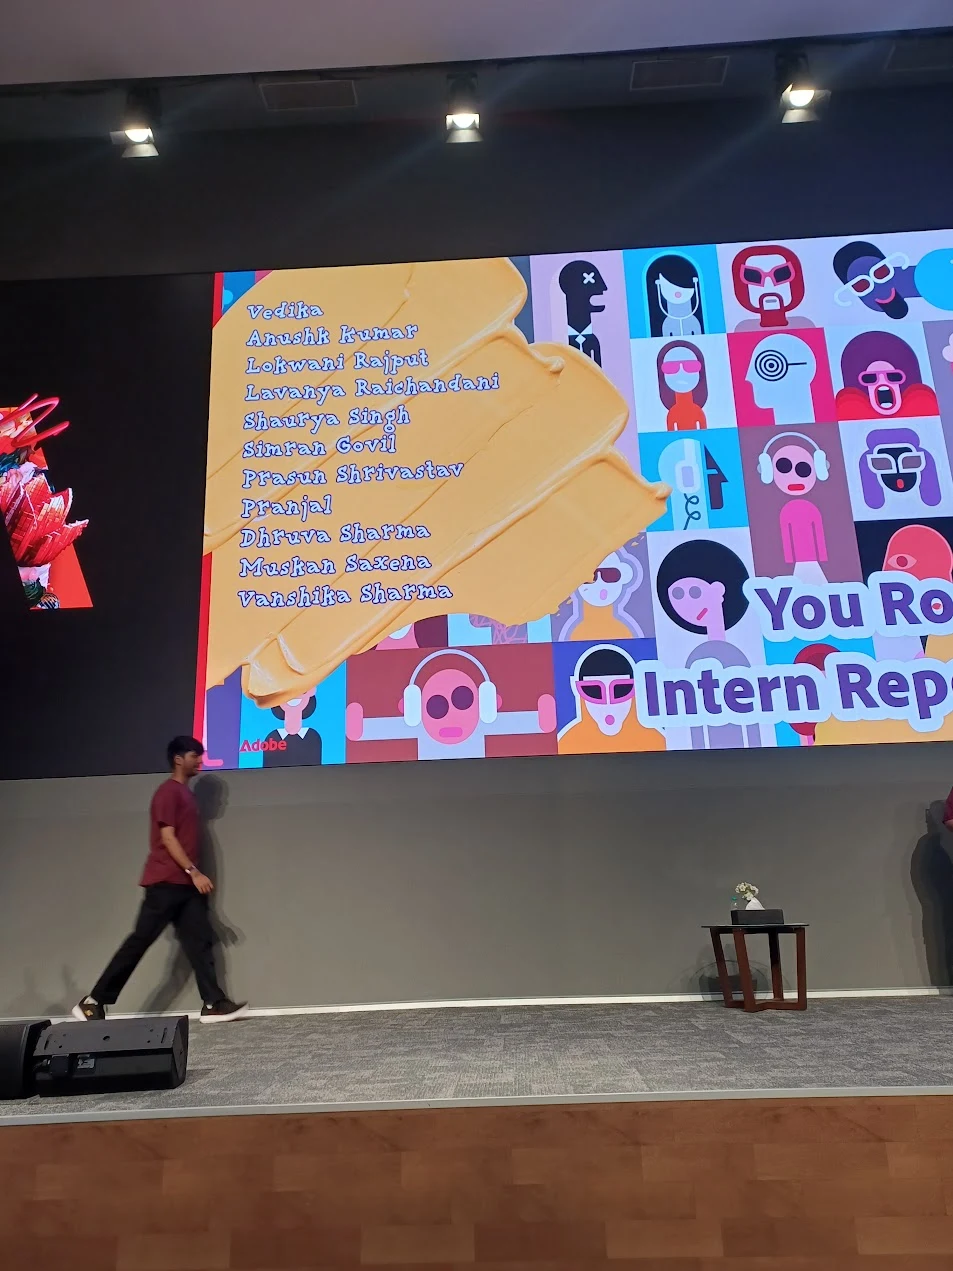 Vedika
Anushk Kumar
Lokwani Rajput
Lavanya Raichandani
Shaurya Singh
Simran Govil
Prasun Shrivastav
Pranjal
Dhruva Sharma
Muskan Saxena
Vanshika Sharma
You Ro
Intern Rep
Adobe